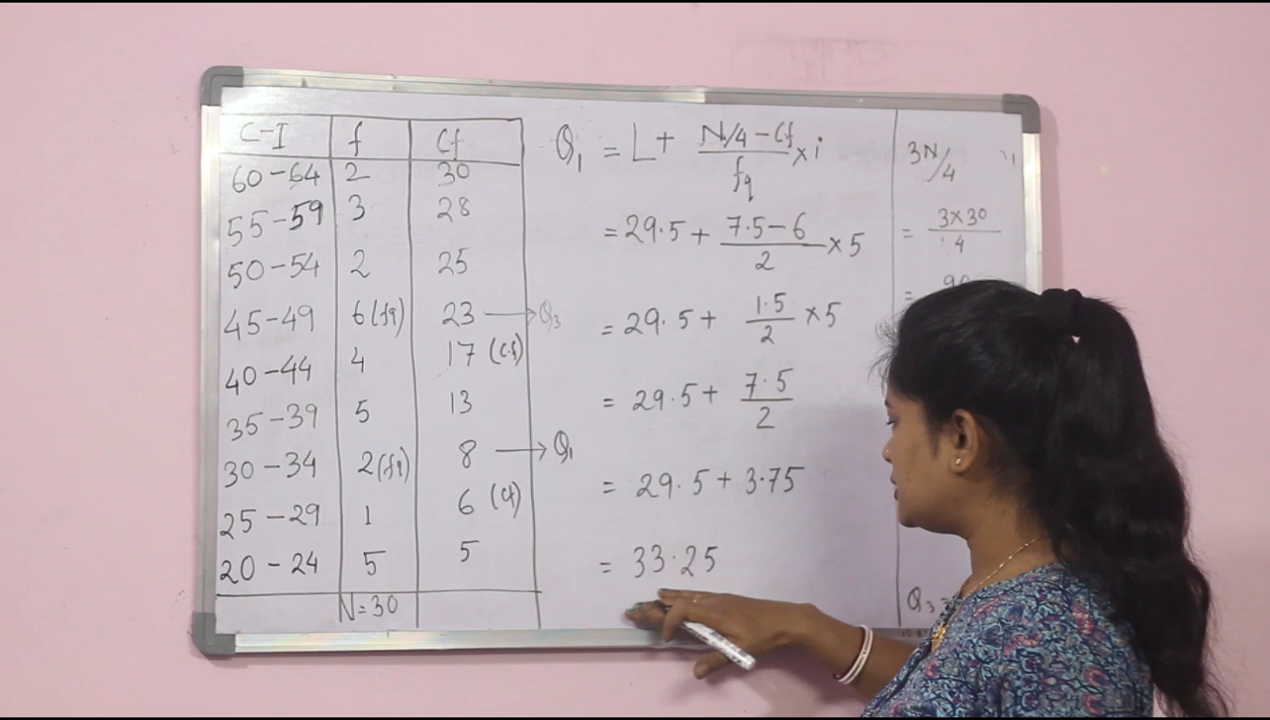 C-I f Cf
60-64 2 30
55-59 3 28
50-54 2 25
45-49 6(fq) 23 → Q₃
40-44 4 17 (c.f)
35-39 5 13
30-34 2(fq) 8 → Q₁
25-29 1 6 (Cf)
20-24 5 5
N=30
Q₁ = L + (N/4 - Cf)/fq × i
= 29.5 + (7.5-6)/2 × 5
= 29.5 + 1.5/2 × 5
= 29.5 + 7.5/2
= 29.5 + 3.75
= 33.25
3N/4
= 3×30/4
=
Q₃ =